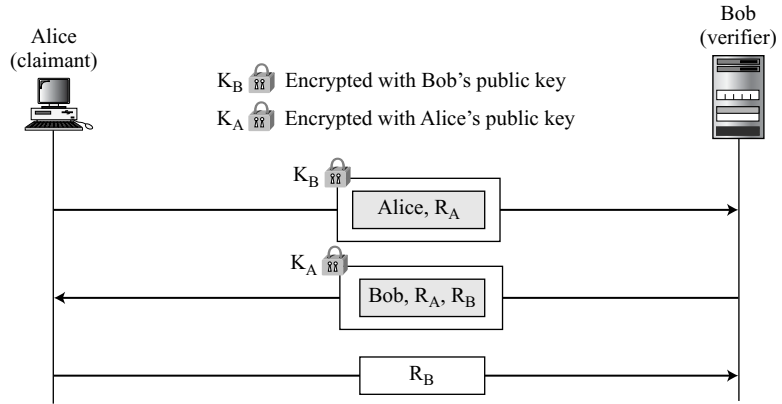 Alice
(claimant)
Bob
(verifier)
K_B Encrypted with Bob's public key
K_A Encrypted with Alice's public key
K_B
Alice, R_A
K_A
Bob, R_A, R_B
R_B